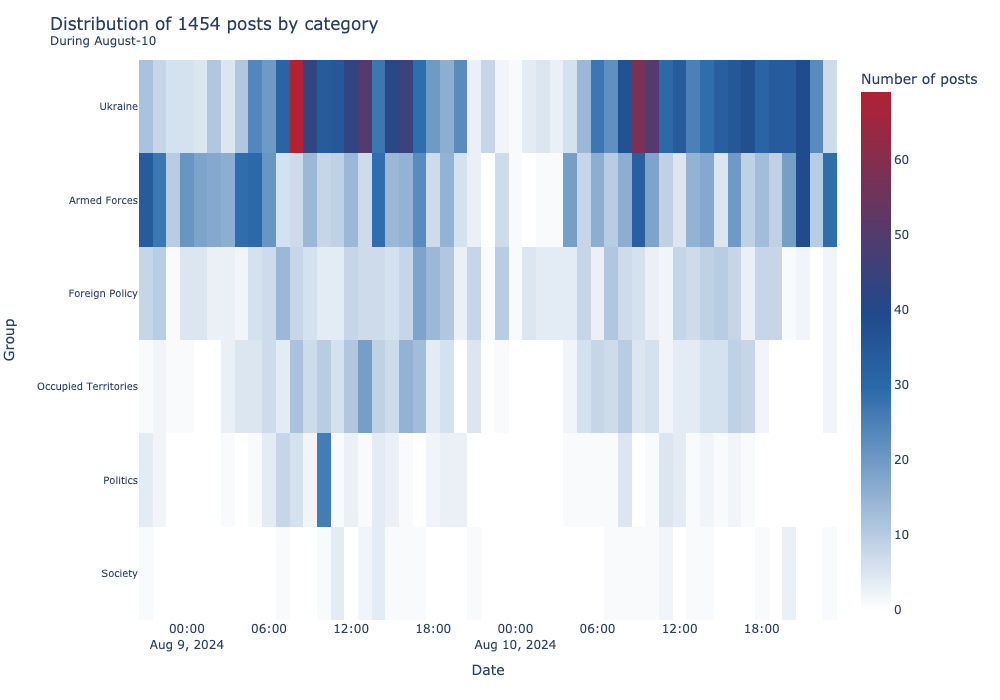 Distribution of 1454 posts by category
During August-10
Number of posts
Ukraine
Armed Forces
Foreign Policy
Occupied Territories
Politics
Society
Group
60
50
40
30
20
10
0
00:00 06:00 12:00 18:00 00:00 06:00 12:00 18:00
Aug 9, 2024 Aug 10, 2024
Date